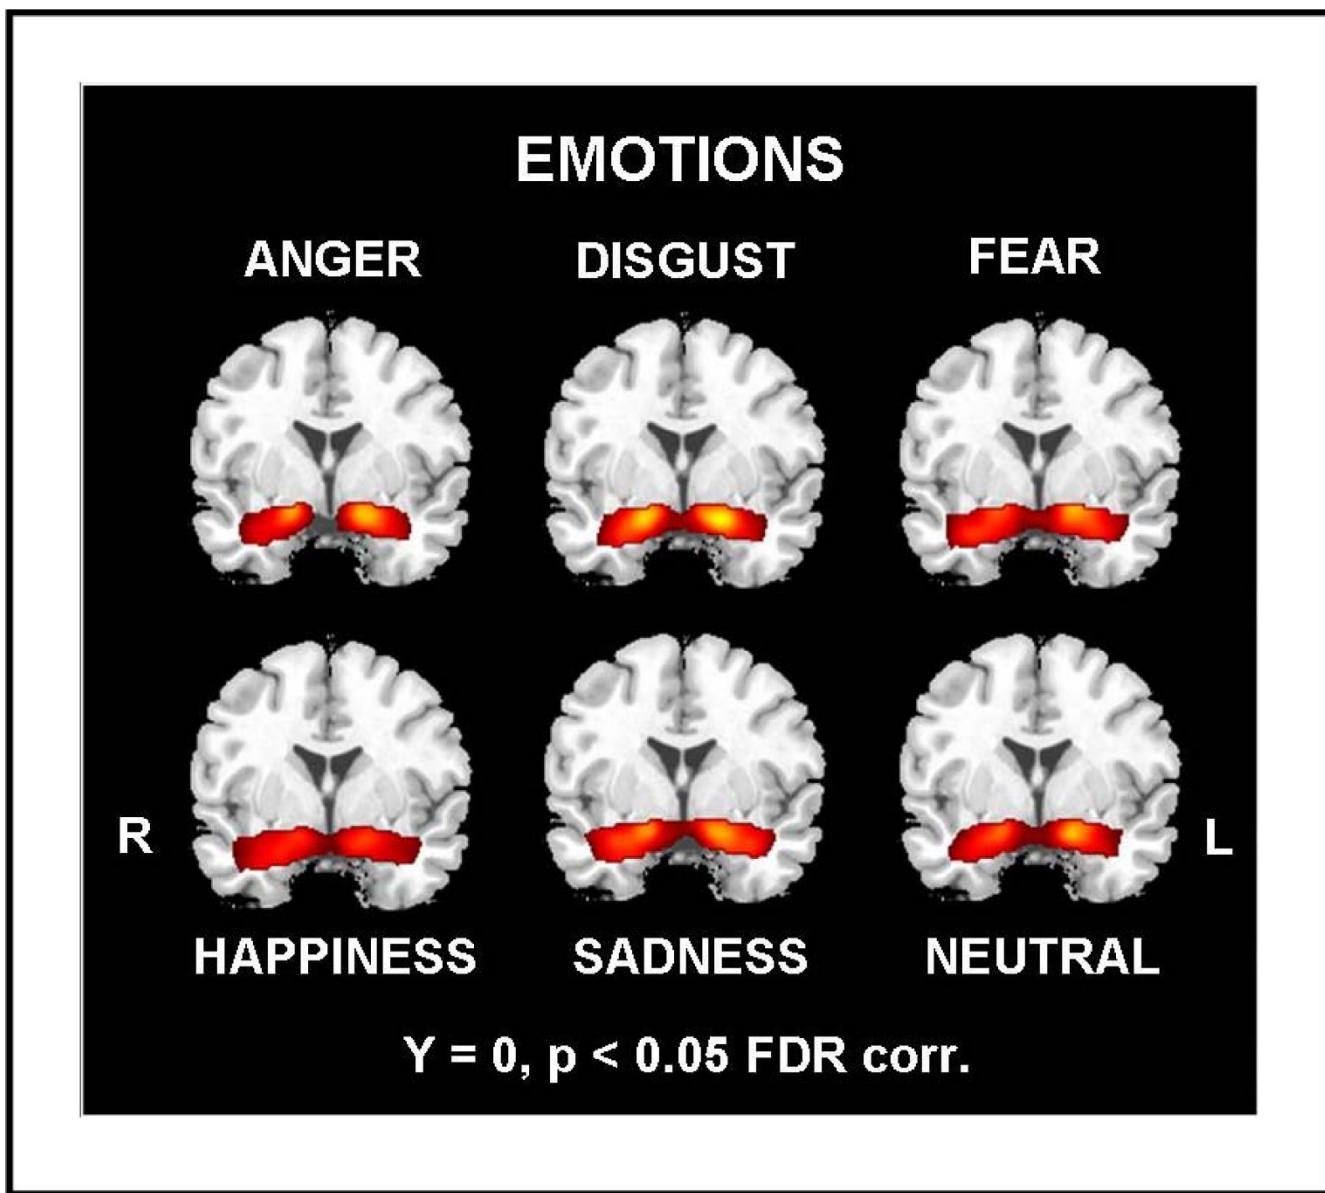 EMOTIONS
ANGER DISGUST FEAR
R L
HAPPINESS SADNESS NEUTRAL
Y = 0, p < 0.05 FDR corr.